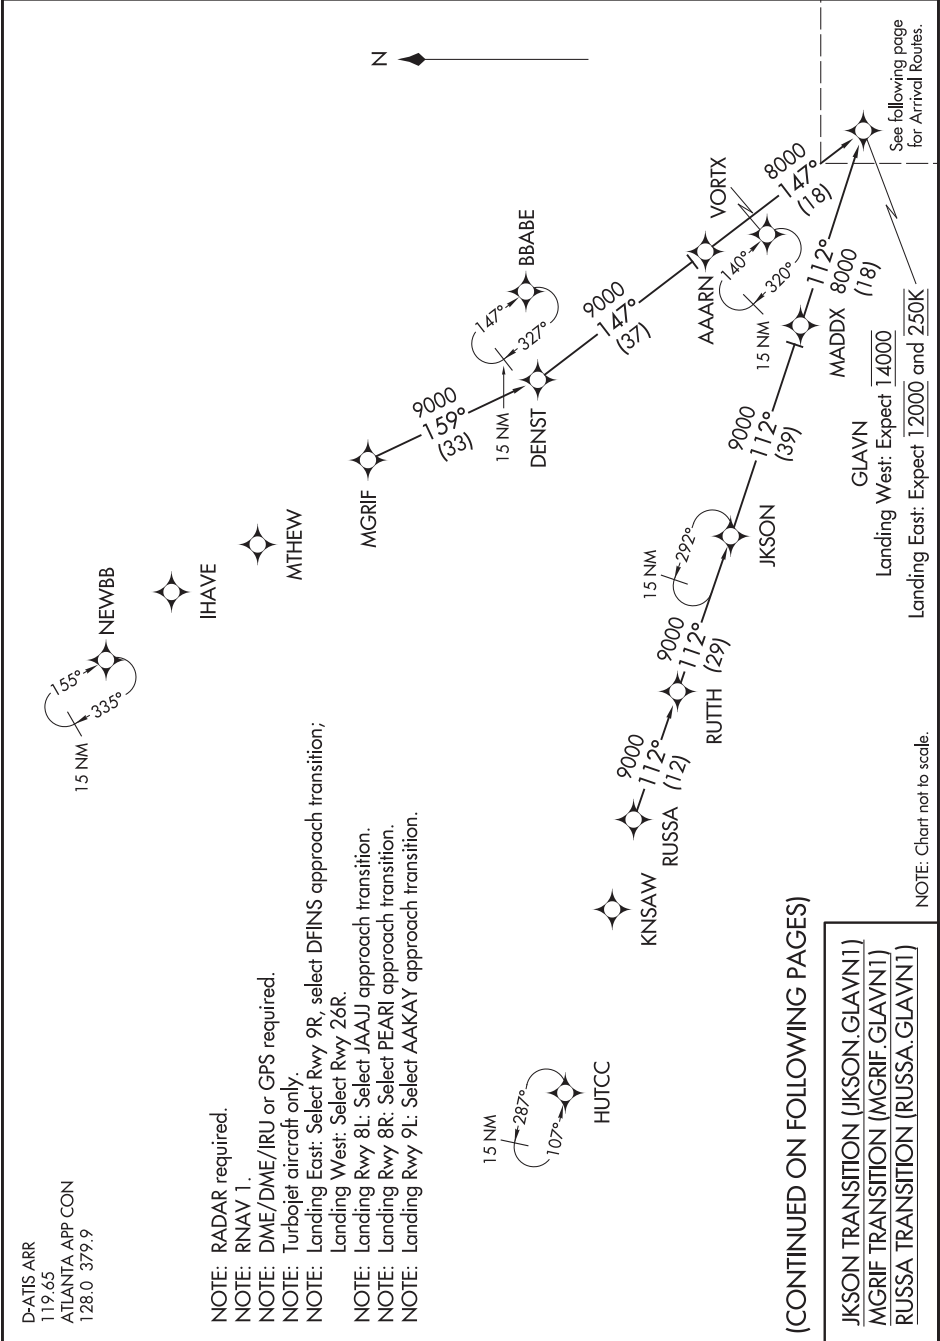 D-ATIS ARR
119.65
ATLANTA APP CON
128.0 379.9
NOTE: RADAR required.
NOTE: RNAV 1.
NOTE: DME/DME/IRU or GPS required.
NOTE: Turbojet aircraft only.
NOTE: Landing East: Select Rwy 9R, select DFINS approach transition;
Landing West: Select Rwy 26R.
NOTE: Landing Rwy 8L: Select JAAJJ approach transition.
NOTE: Landing Rwy 8R: Select PEARI approach transition.
NOTE: Landing Rwy 9L: Select AAKAY approach transition.
N
15 NM
155°
335°
NEWBB
IHAVE
MTHEW
MGRIF
9000
159°
(33)
15 NM
147°
327°
BBABE
DENST
9000
147°
(37)
AAARN
VORTX
15 NM
140°
320°
8000
147°
(18)
15 NM
287°
107°
HUTCC
KNSAW
RUSSA
9000
112°
(12)
RUTTH
9000
112°
(29)
15 NM
292°
JKSON
9000
112°
(39)
MADDX
112°
8000
(18)
See following page
for Arrival Routes.
GLAVN
Landing West: Expect 14000
Landing East: Expect 12000 and 250K
NOTE: Chart not to scale.
(CONTINUED ON FOLLOWING PAGES)
JKSON TRANSITION (JKSON.GLAVN1)
MGRIF TRANSITION (MGRIF.GLAVN1)
RUSSA TRANSITION (RUSSA.GLAVN1)